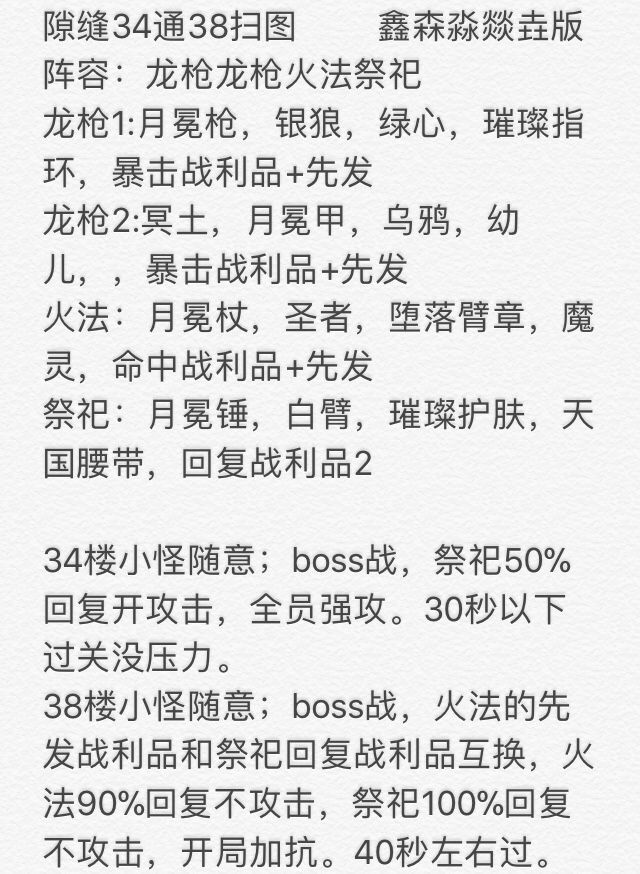 隙缝34通38扫图 鑫森淼燚垚版
阵容：龙枪龙枪火法祭祀
龙枪1:月冕枪，银狼，绿心，璀璨指
环，暴击战利品+先发
龙枪2:冥土，月冕甲，乌鸦，幼
儿，，暴击战利品+先发
火法：月冕杖，圣者，堕落臂章，魔
灵，命中战利品+先发
祭祀：月冕锤，白臂，璀璨护肤，天
国腰带，回复战利品2
34楼小怪随意；boss战，祭祀50%
回复开攻击，全员强攻。30秒以下
过关没压力。
38楼小怪随意；boss战，火法的先
发战利品和祭祀回复战利品互换，火
法90%回复不攻击，祭祀100%回复
不攻击，开局加抗。40秒左右过。